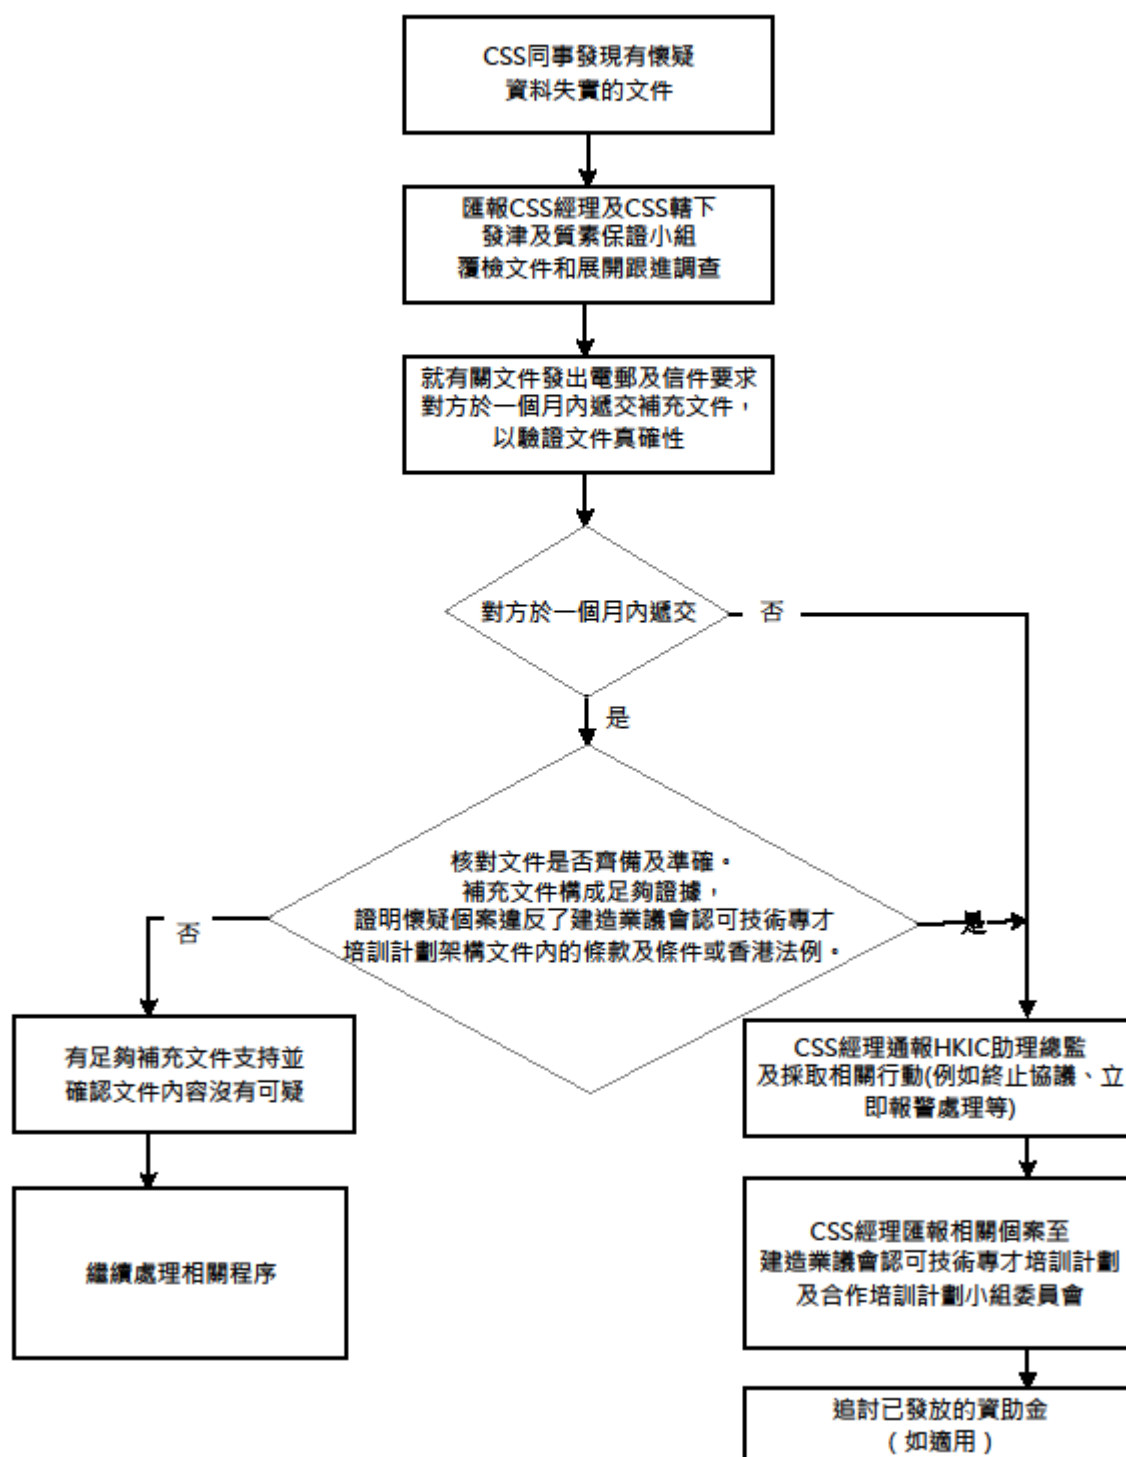 CSS同事發現有懷疑
資料失實的文件
匯報CSS經理及CSS轄下
發津及質素保證小組
覆檢文件和展開跟進調查
就有關文件發出電郵及信件要求
對方於一個月內遞交補充文件，
以驗證文件真確性
對方於一個月內遞交
否
是
核對文件是否齊備及準確。
補充文件構成足夠證據，
證明懷疑個案違反了建造業議會認可技術專才
培訓計劃架構文件內的條款及條件或香港法例。
否
是
有足夠補充文件支持並
確認文件內容沒有可疑
繼續處理相關程序
CSS經理通報HKIC助理總監
及採取相關行動(例如終止協議、立
即報警處理等)
CSS經理匯報相關個案至
建造業議會認可技術專才培訓計劃
及合作培訓計劃小組委員會
追討已發放的資助金
（如適用）